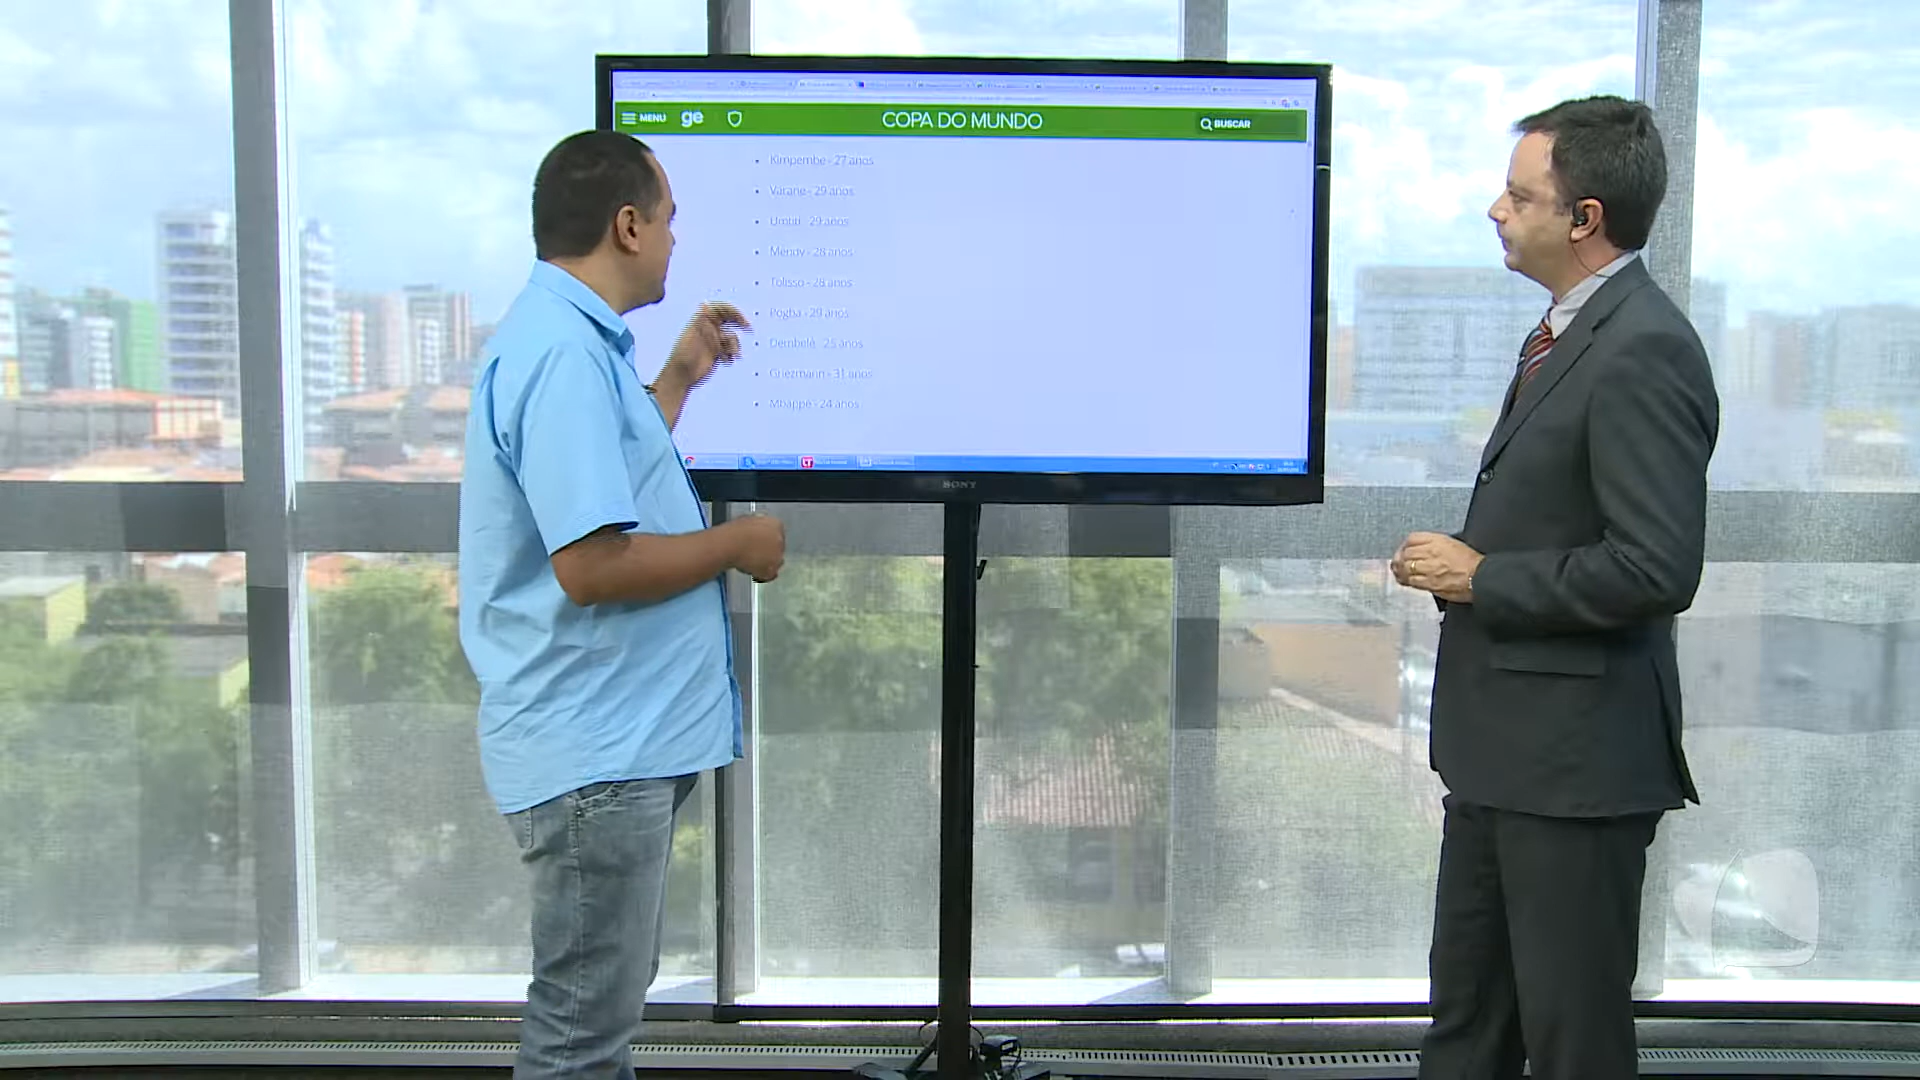 MENU ge COPA DO MUNDO BUSCAR
Kimpembe - 27 anos
Varane - 29 anos
Umtiti - 29 anos
Mendy - 28 anos
Tolisso - 28 anos
Pogba - 29 anos
Dembelé - 25 anos
Griezmann - 31 anos
Mbappé - 24 anos
SONY